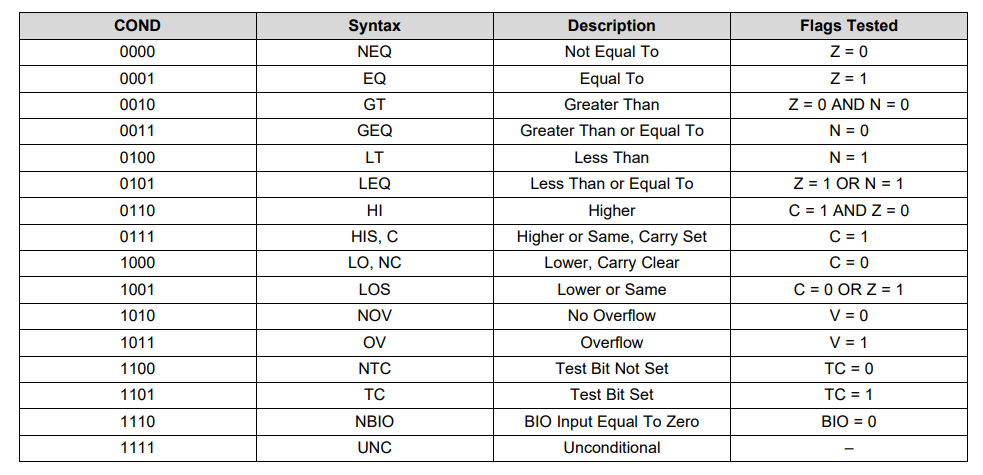 COND Syntax Description Flags Tested
0000 NEQ Not Equal To Z = 0
0001 EQ Equal To Z = 1
0010 GT Greater Than Z = 0 AND N = 0
0011 GEQ Greater Than or Equal To N = 0
0100 LT Less Than N = 1
0101 LEQ Less Than or Equal To Z = 1 OR N = 1
0110 HI Higher C = 1 AND Z = 0
0111 HIS, C Higher or Same, Carry Set C = 1
1000 LO, NC Lower, Carry Clear C = 0
1001 LOS Lower or Same C = 0 OR Z = 1
1010 NOV No Overflow V = 0
1011 OV Overflow V = 1
1100 NTC Test Bit Not Set TC = 0
1101 TC Test Bit Set TC = 1
1110 NBIO BIO Input Equal To Zero BIO = 0
1111 UNC Unconditional –